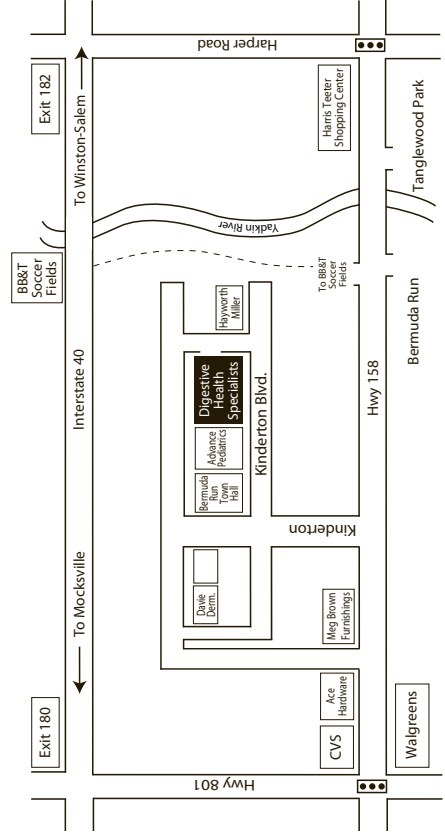 Exit 180
To Mocksville
Interstate 40
BB&T
Soccer
Fields
To Winston-Salem
Exit 182
Hwy 801
Davie
Derm.
Bermuda
Run
Town
Hall
Advance
Pediatrics
Digestive
Health
Specialists
Hayworth
Miller
Yadkin River
Harper Road
Kinderton Blvd.
Kinderton
CVS
Ace
Hardware
Meg Brown
Furnishings
To BB&T
Soccer
Fields
Harris Teeter
Shopping Center
Hwy 158
Walgreens
Bermuda Run
Tanglewood Park